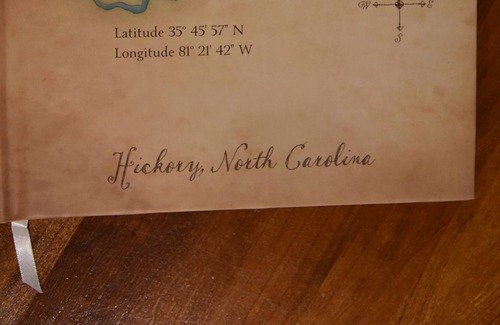 W E
S
Latitude 35° 45' 57" N
Longitude 81° 21' 42" W
Hickory, North Carolina